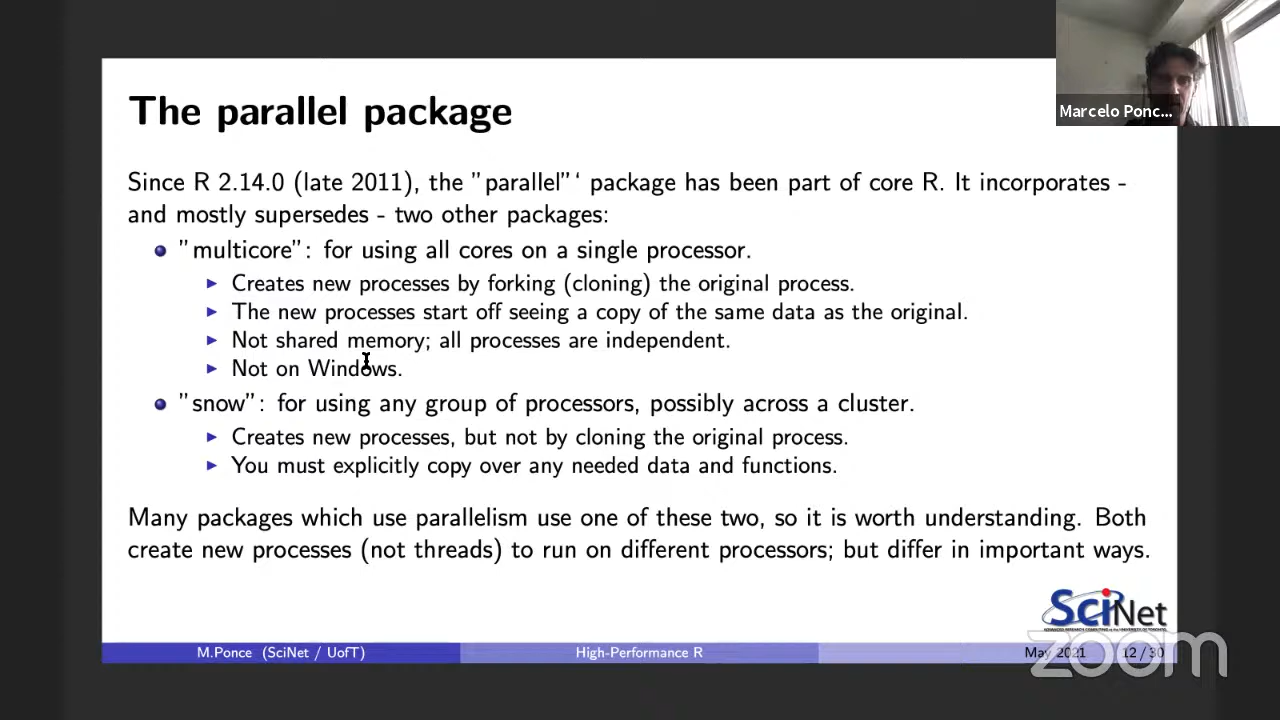 Marcelo Ponc...
The parallel package
Since R 2.14.0 (late 2011), the "parallel"‘ package has been part of core R. It incorporates -
and mostly supersedes - two other packages:
"multicore": for using all cores on a single processor.
Creates new processes by forking (cloning) the original process.
The new processes start off seeing a copy of the same data as the original.
Not shared memory; all processes are independent.
Not on Windows.
"snow": for using any group of processors, possibly across a cluster.
Creates new processes, but not by cloning the original process.
You must explicitly copy over any needed data and functions.
Many packages which use parallelism use one of these two, so it is worth understanding. Both
create new processes (not threads) to run on different processors; but differ in important ways.
SciNet
M.Ponce (SciNet / UofT)
High-Performance R
May 2021
12 / 30
zoom